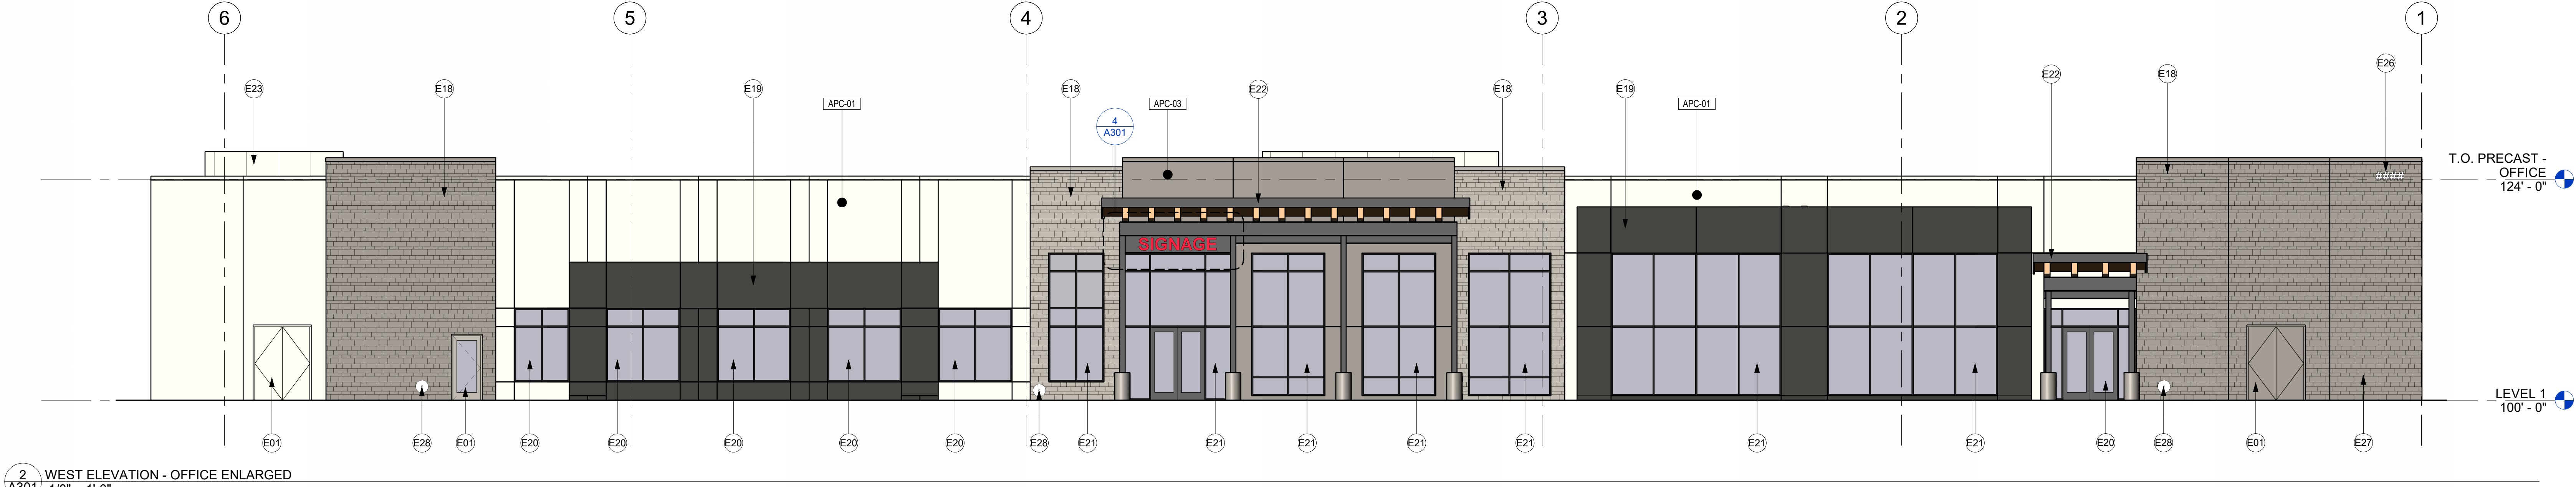 6 5 4 3 2 1
E23 E18 E19 APC-01 E18 APC-03 E22 E18 E19 APC-01 E22 E18 E26
4
A301
T.O. PRECAST -
OFFICE
124' - 0"
####
SIGNAGE
LEVEL 1
100' - 0"
E01 E28 E01 E20 E20 E20 E20 E20 E28 E21 E21 E21 E21 E21 E21 E21 E20 E28 E01 E27
2 WEST ELEVATION - OFFICE ENLARGED
A301